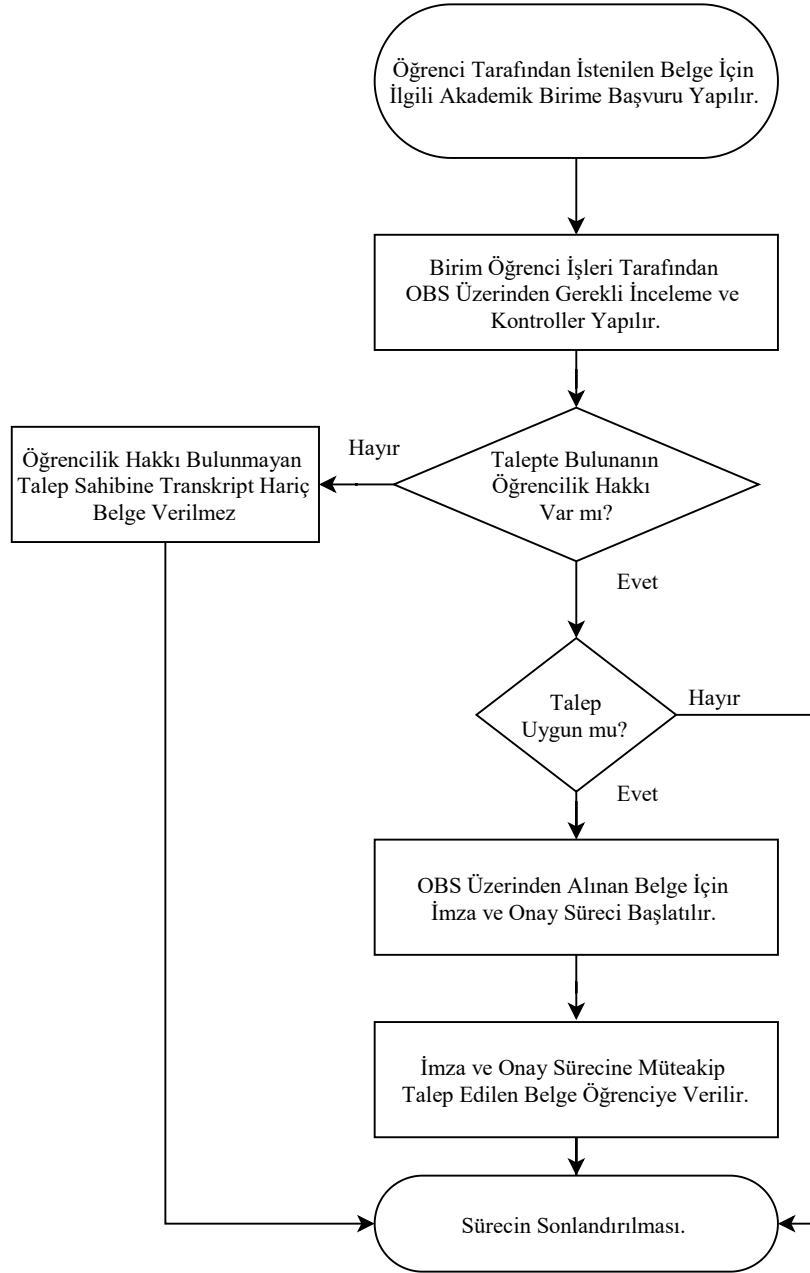 Öğrenci Tarafından İstenilen Belge İçin
İlgili Akademik Birime Başvuru Yapılır.
Birim Öğrenci İşleri Tarafından
OBS Üzerinden Gerekli İnceleme ve
Kontroller Yapılır.
Hayır
Öğrencilik Hakkı Bulunmayan
Talep Sahibine Transkript Hariç
Belge Verilmez
Talepte Bulunanın
Öğrencilik Hakkı
Var mı?
Evet
Talep
Uygun mu?
Hayır
Evet
OBS Üzerinden Alınan Belge İçin
İmza ve Onay Süreci Başlatılır.
İmza ve Onay Sürecine Müteakip
Talep Edilen Belge Öğrenciye Verilir.
Sürecin Sonlandırılması.